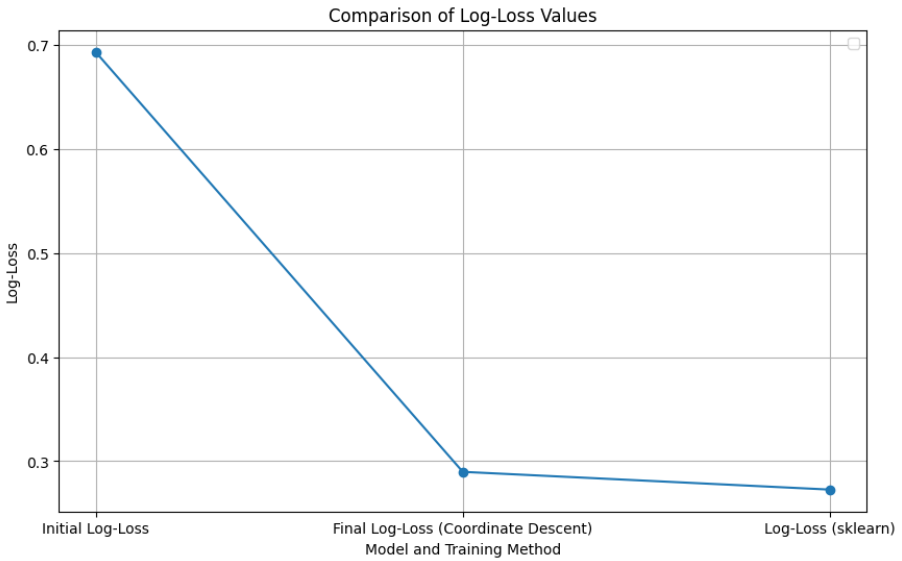 Comparison of Log-Loss Values
0.7
0.6
0.5
0.4
0.3
Log-Loss
Initial Log-Loss
Final Log-Loss (Coordinate Descent)
Log-Loss (sklearn)
Model and Training Method